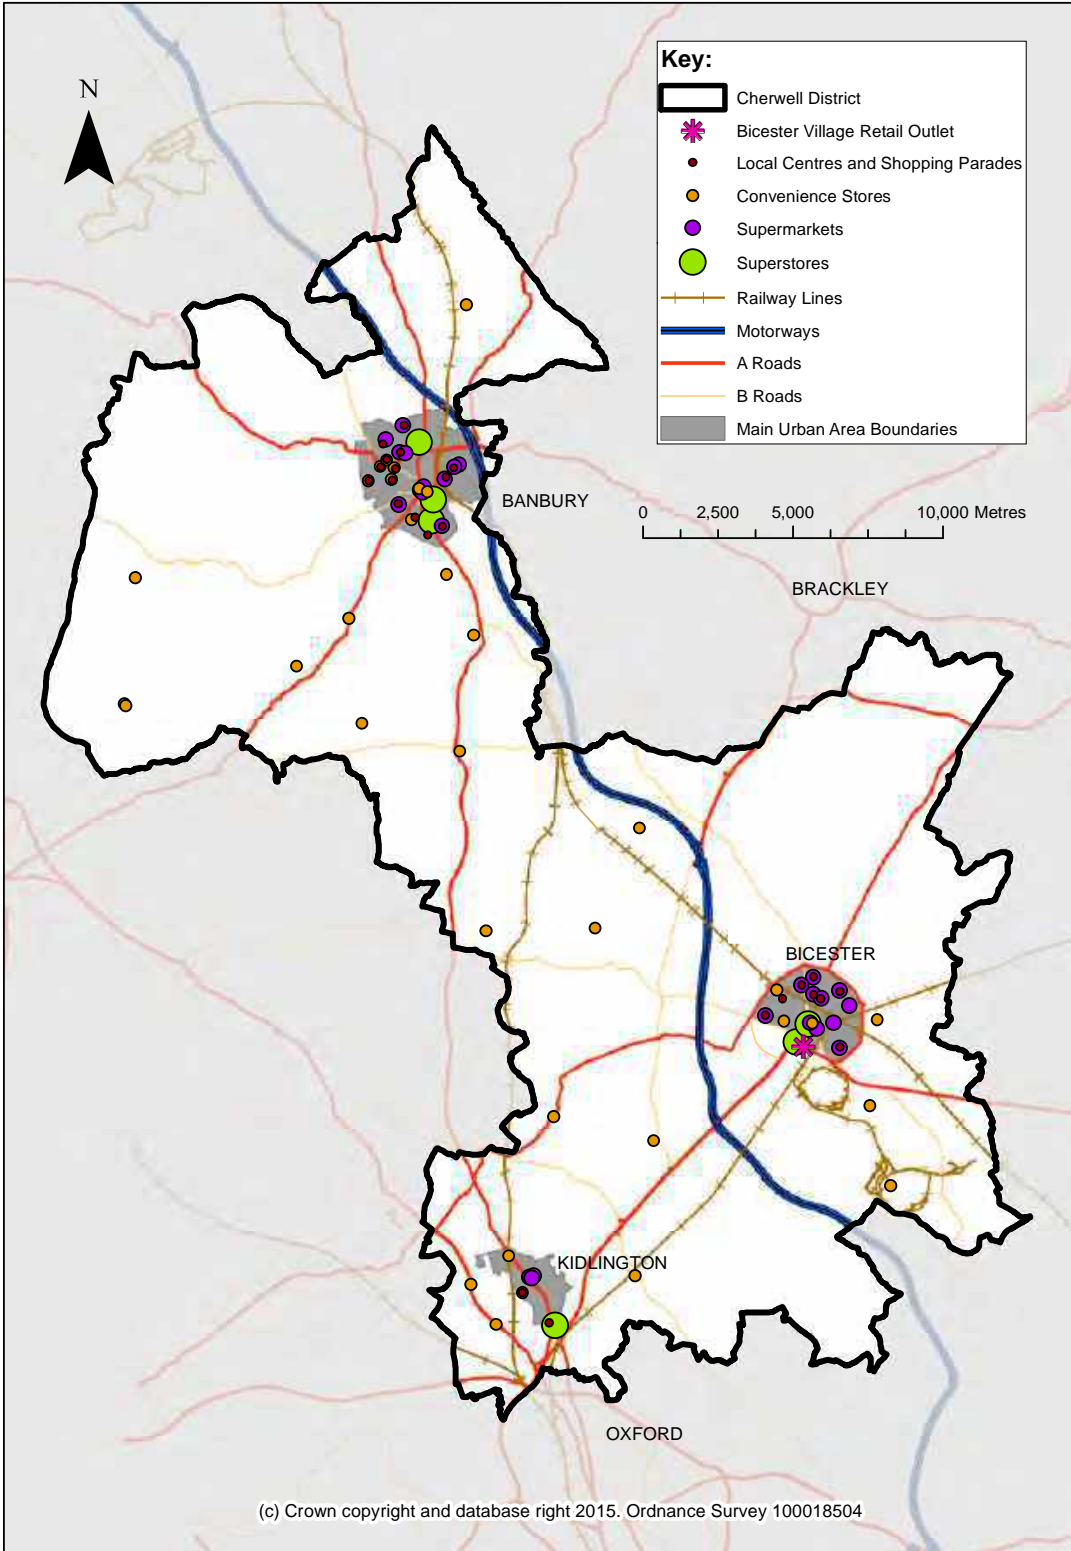 N
Key:
Cherwell District
Bicester Village Retail Outlet
Local Centres and Shopping Parades
Convenience Stores
Supermarkets
Superstores
Railway Lines
Motorways
A Roads
B Roads
Main Urban Area Boundaries
BANBURY
0 2,500 5,000 10,000 Metres
BRACKLEY
BICESTER
KIDLINGTON
OXFORD
(c) Crown copyright and database right 2015. Ordnance Survey 100018504